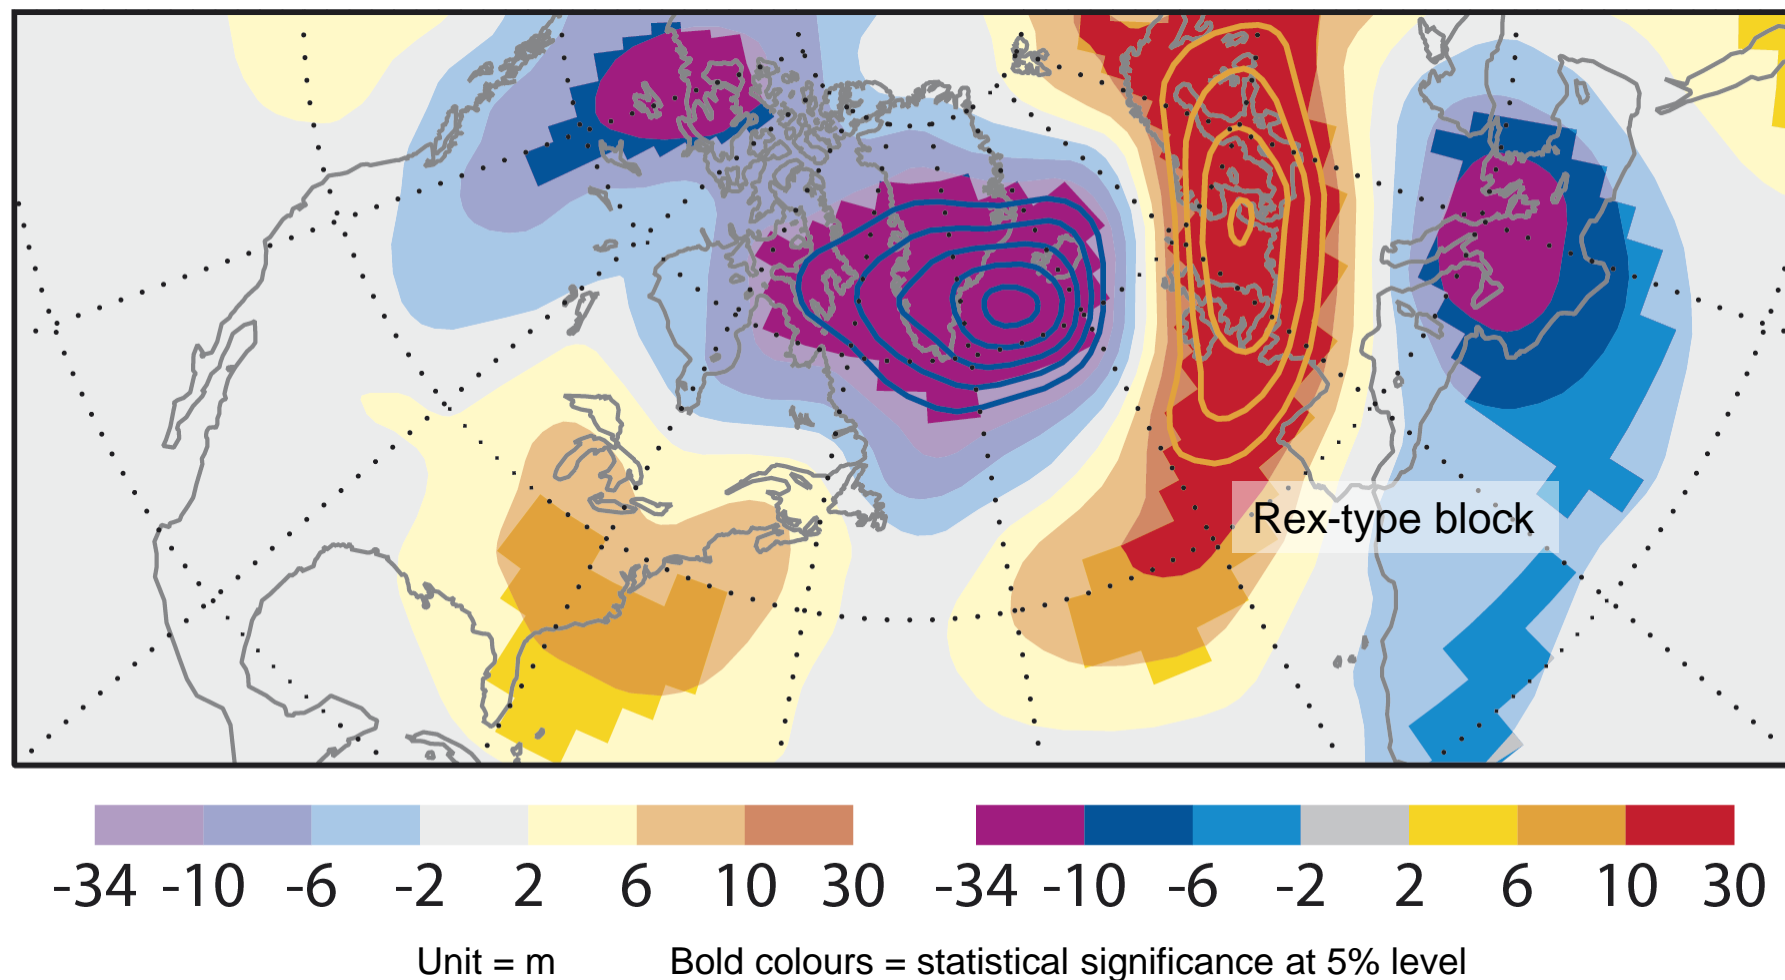 Rex-type block
-34 -10 -6 -2 2 6 10 30 -34 -10 -6 -2 2 6 10 30
Unit = m Bold colours = statistical significance at 5% level